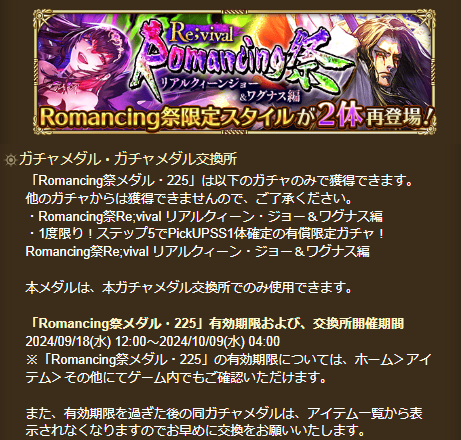 Re;vival
Romancing祭
リアルクィーンジョー
&ワグナス編
Romancing祭限定スタイルが2体再登場!
ガチャメダル・ガチャメダル交換所
「Romancing祭メダル・225」は以下のガチャのみで獲得できます。
他のガチャからは獲得できませんので、ご了承ください。
・Romancing祭Re;vival リアルクィーン・ジョー＆ワグナス編
・1度限り！ステップ5でPickUPSS1体確定の有償限定ガチャ！
Romancing祭Re;vival リアルクィーン・ジョー＆ワグナス編
本メダルは、本ガチャメダル交換所でのみ使用できます。
「Romancing祭メダル・225」有効期限および、交換所開催期間
2024/09/18(水) 12:00～2024/10/09(水) 04:00
※「Romancing祭メダル・225」の有効期限については、ホーム＞アイ
テム＞その他にてゲーム内でもご確認いただけます。
また、有効期限を過ぎた後の同ガチャメダルは、アイテム一覧から表
示されなくなりますのでお早めに交換をお願いいたします。